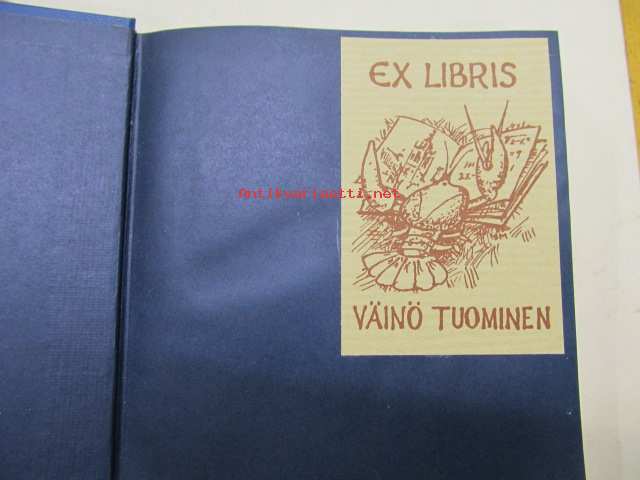 EX LIBRIS
Antikvariaatti.net
VÄINÖ TUOMINEN